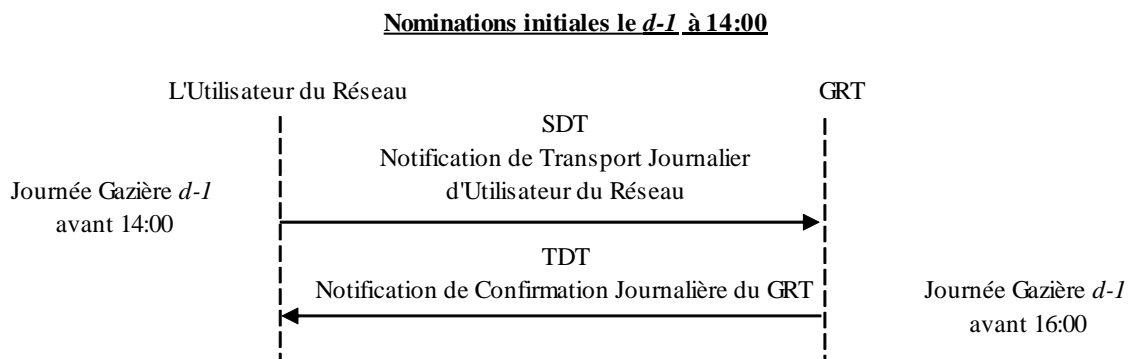 Nominations initiales le d-1 à 14:00
L'Utilisateur du Réseau
GRT
SDT
Notification de Transport Journalier
d'Utilisateur du Réseau
Journée Gazière d-1
avant 14:00
TDT
Notification de Confirmation Journalière du GRT
Journée Gazière d-1
avant 16:00